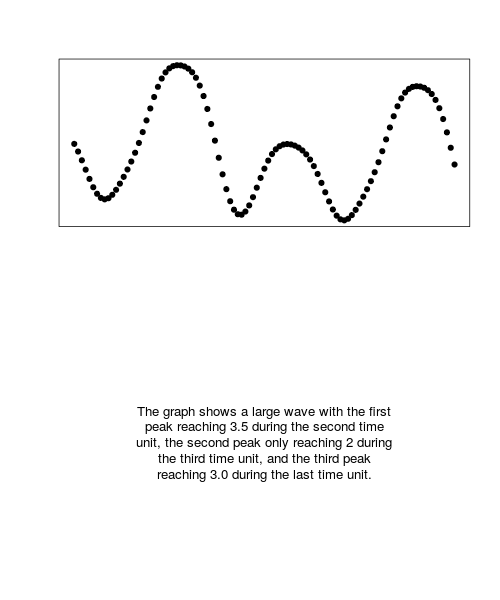 The graph shows a large wave with the first
peak reaching 3.5 during the second time
unit, the second peak only reaching 2 during
the third time unit, and the third peak
reaching 3.0 during the last time unit.